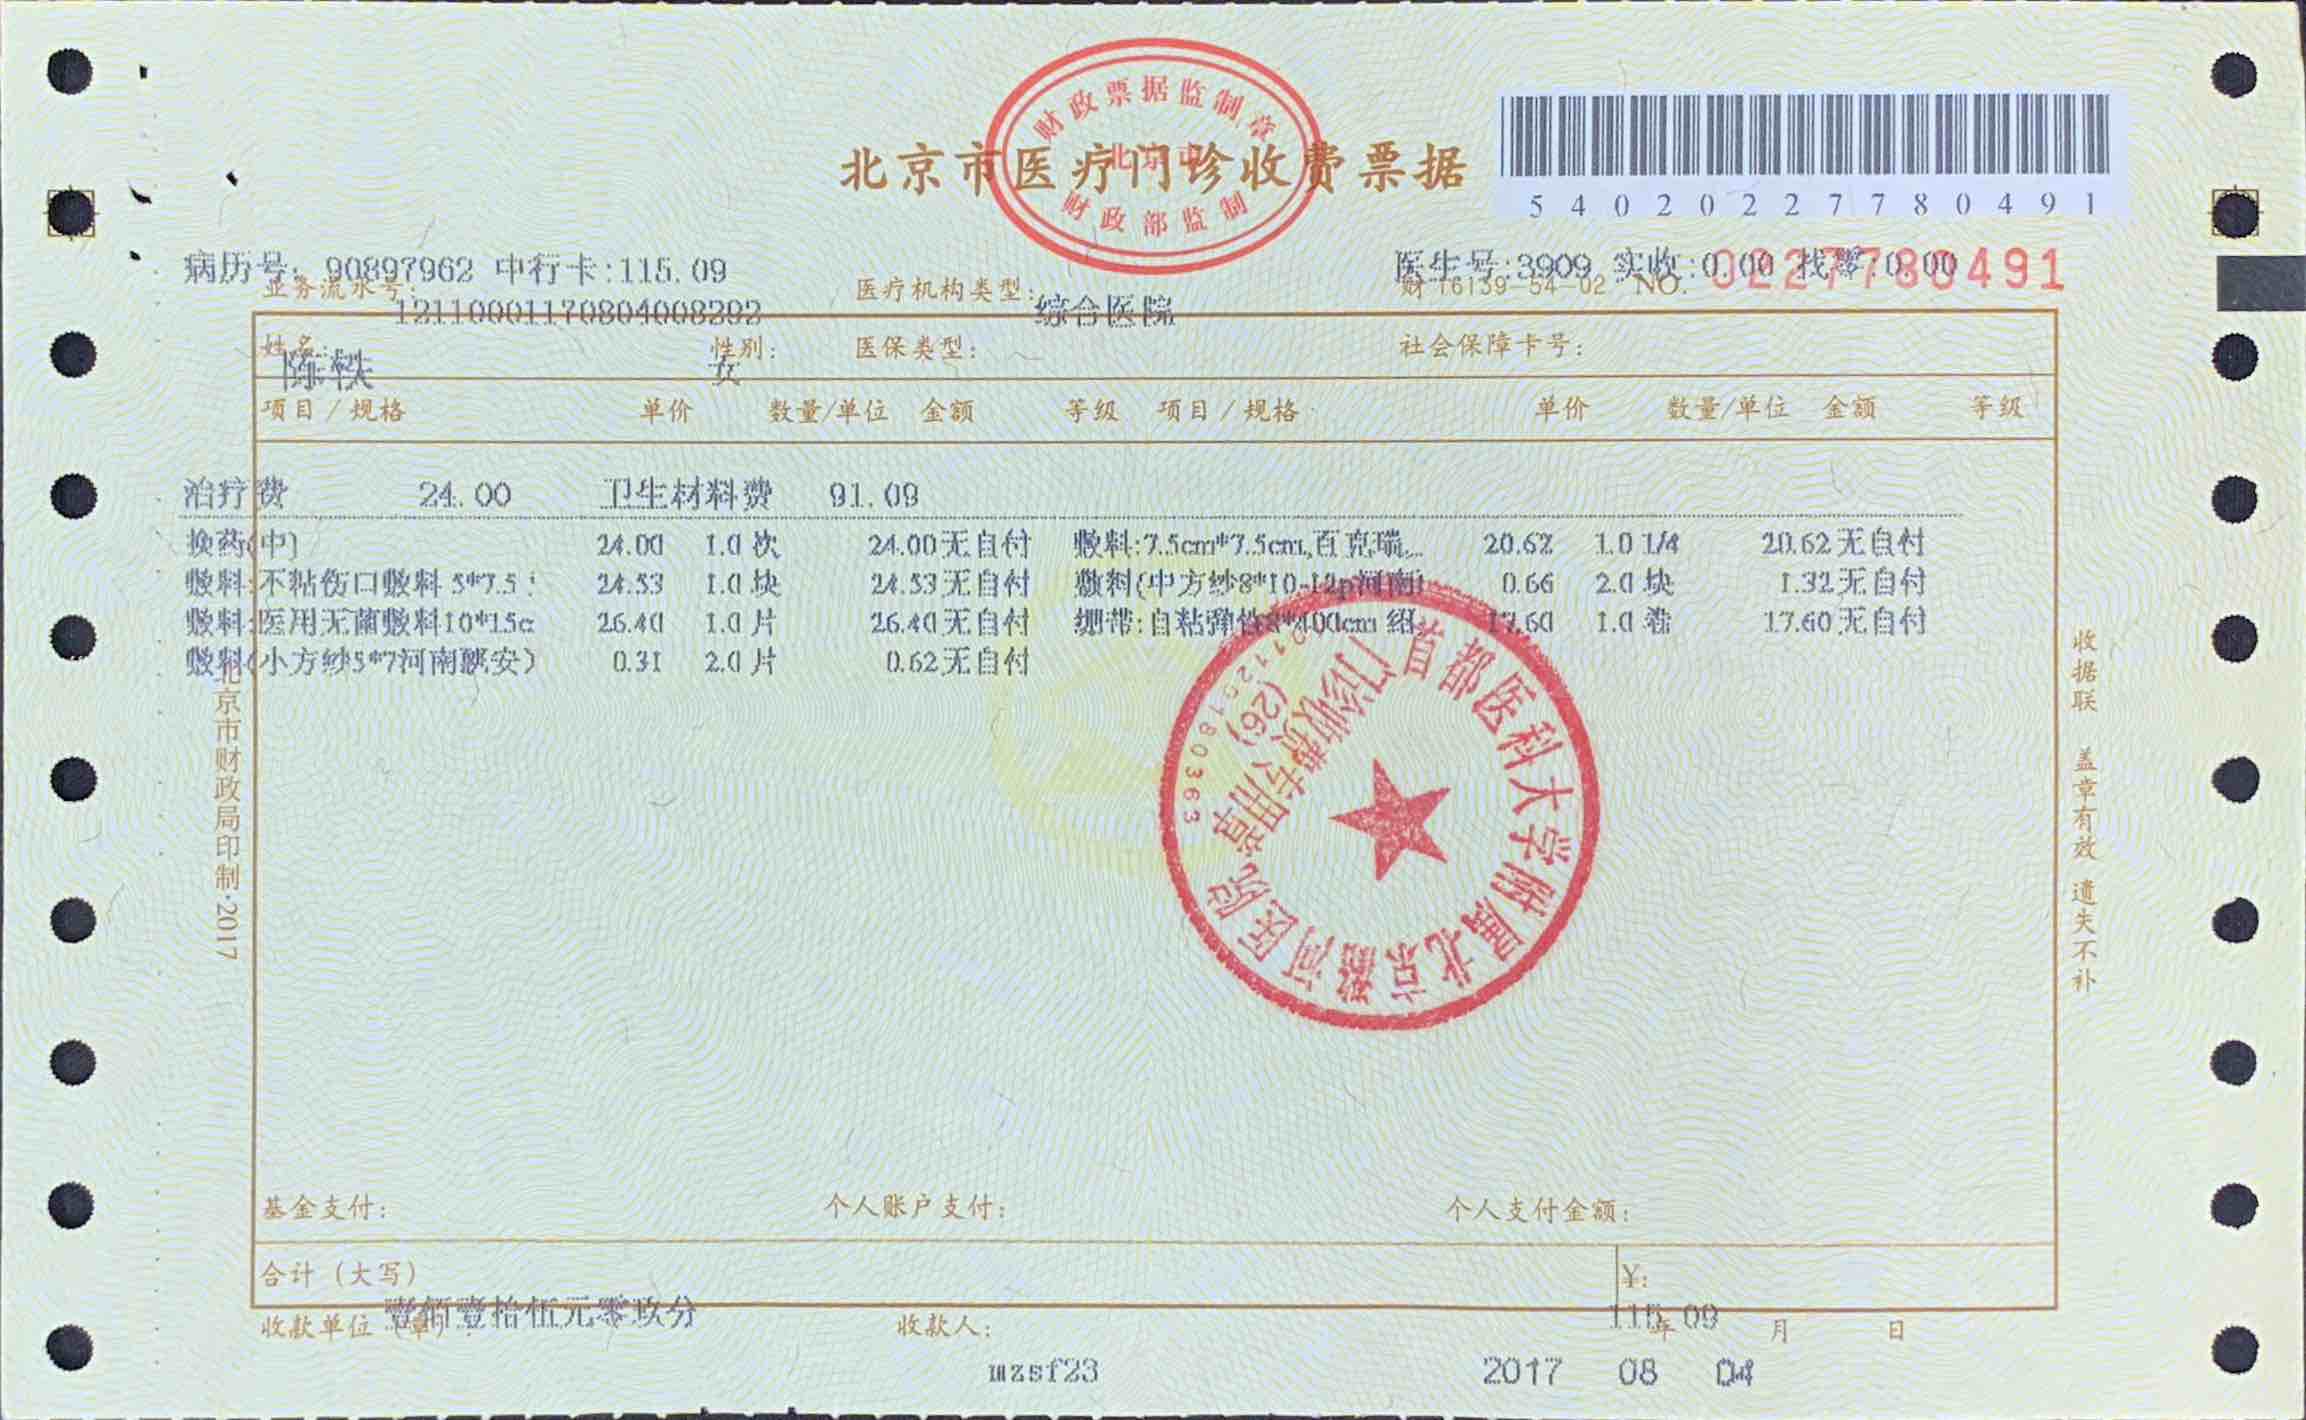 财政票据监制章
北京市
财政部监制
北京市医疗门诊收费票据
54020227780491
病历号: 90897962 中行卡:115.09
医生号:3909 实收:0.00 找零:0.00
业务流水号:
医疗机构类型:
财 16139-54-02 NO. 0227780491
121100011708040082​92
综合医院
姓名: 性别: 医保类型: 社会保障卡号:
陈轶 女
项目/规格 单价 数量/单位 金额 等级 项目/规格 单价 数量/单位 金额 等级
治疗费 24.00 卫生材料费 91.09
换药(中) 24.00 1.0 次 24.00 无自付 敷料:7.5cm*7.5cm,百克瑞... 20.62 1.0 1/4 20.62 无自付
敷料:不粘伤口敷料 5*7.5 24.53 1.0 块 24.53 无自付 敷料(中方纱8*10-12p河南 0.66 2.0 块 1.32 无自付
敷料:医用无菌敷料10*15c 26.40 1.0 片 26.40 无自付 绷带:自粘弹性8*400cm 绍 17.60 1.0 卷 17.60 无自付
敷料(小方纱5*7河南飘安) 0.31 2.0 片 0.62 无自付
首都医科大学附属北京潞河医院
门诊收费专用章
(26)
北京市财政局印制·2017
收据联 盖章有效 遗失不补
基金支付: 个人账户支付: 个人支付金额:
合计(大写) ¥:
壹佰壹拾伍元零玖分 115.09
收款单位(章): 收款人: 年 月 日
mzsf23 2017 08 04